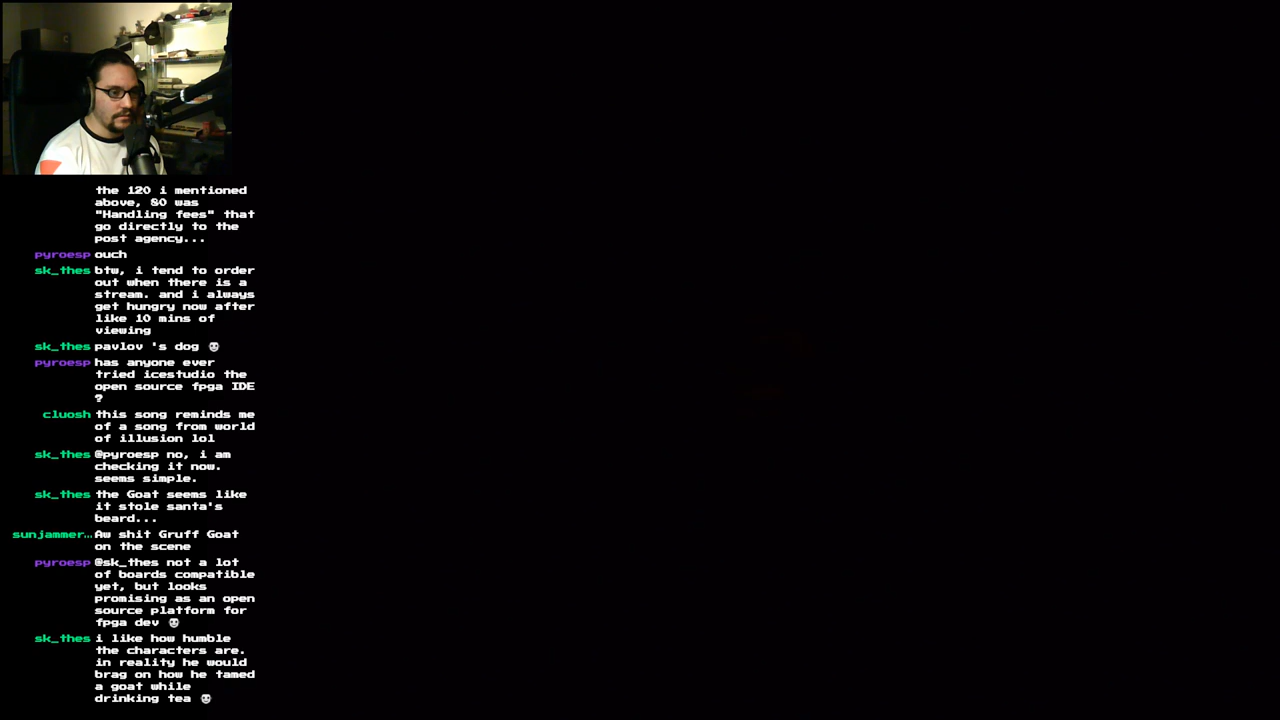 the 120 i mentioned
above, 80 was
"Handling fees" that
go directly to the
post agency...
pyroesp ouch
sk_thes btw, i tend to order
out when there is a
stream. and i always
get hungry now after
like 10 mins of
viewing
sk_thes pavlov 's dog
pyroesp has anyone ever
tried icestudio the
open source fpga IDE
?
cluosh this song reminds me
of a song from world
of illusion lol
sk_thes @pyroesp no, i am
checking it now.
seems simple.
sk_thes the Goat seems like
it stole santa's
beard...
sunjammer… Aw shit Gruff Goat
on the scene
pyroesp @sk_thes not a lot
of boards compatible
yet, but looks
promising as an open
source platform for
fpga dev
sk_thes i like how humble
the characters are.
in reality he would
brag on how he tamed
a goat while
drinking tea